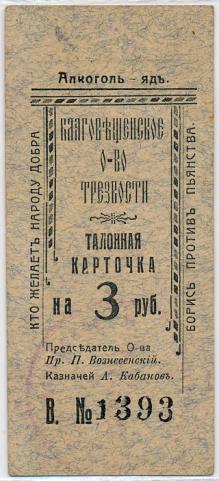 Алкоголь - ядъ.
КТО ЖЕЛАЕТЪ НАРОДУ ДОБРА
БЛАГОВѢЩЕНСКОЕ
О-ВО
ТРЕЗВОСТИ
ТАЛОННАЯ
КАРТОЧКА
на 3 руб.
Предсѣдатель О-ва
Пр. П. Вознесенскій.
Казначей А. Кабановъ.
В. №1393
БОРИСЬ ПРОТИВЪ ПЬЯНСТВА.